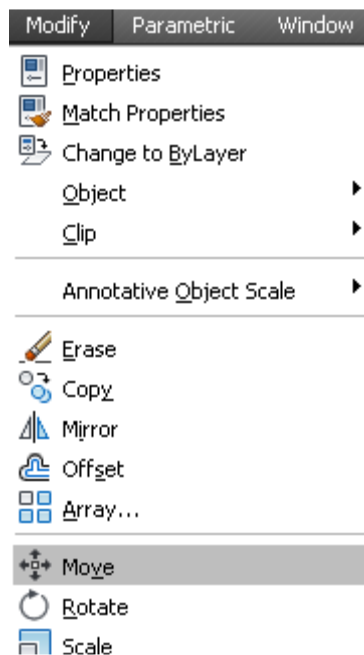 Modify Parametric Window
Properties
Match Properties
Change to ByLayer
Object
Clip
Annotative Object Scale
Erase
Copy
Mirror
Offset
Array...
Move
Rotate
Scale